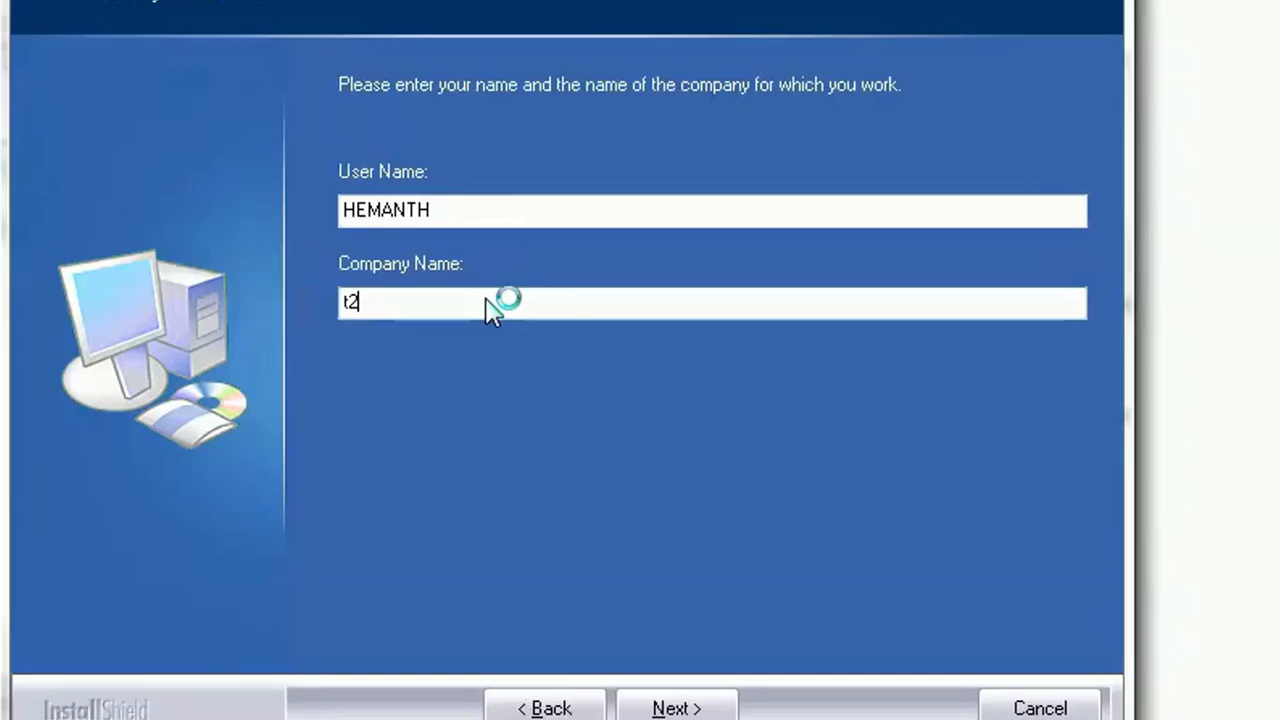 Please enter your name and the name of the company for which you work.
User Name:
HEMANTH
Company Name:
t2
InstallShield
< Back
Next >
Cancel